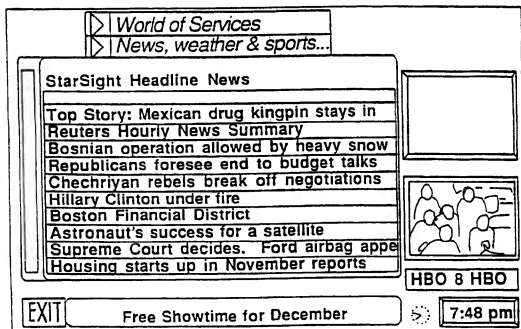 World of Services
News, weather & sports...
StarSight Headline News
Top Story: Mexican drug kingpin stays in
Reuters Hourly News Summary
Bosnian operation allowed by heavy snow
Republicans foresee end to budget talks
Chechriyan rebels break off negotiations
Hillary Clinton under fire
Boston Financial District
Astronaut's success for a satellite
Supreme Court decides. Ford airbag appe
Housing starts up in November reports
HBO 8 HBO
EXIT
Free Showtime for December
7:48 pm